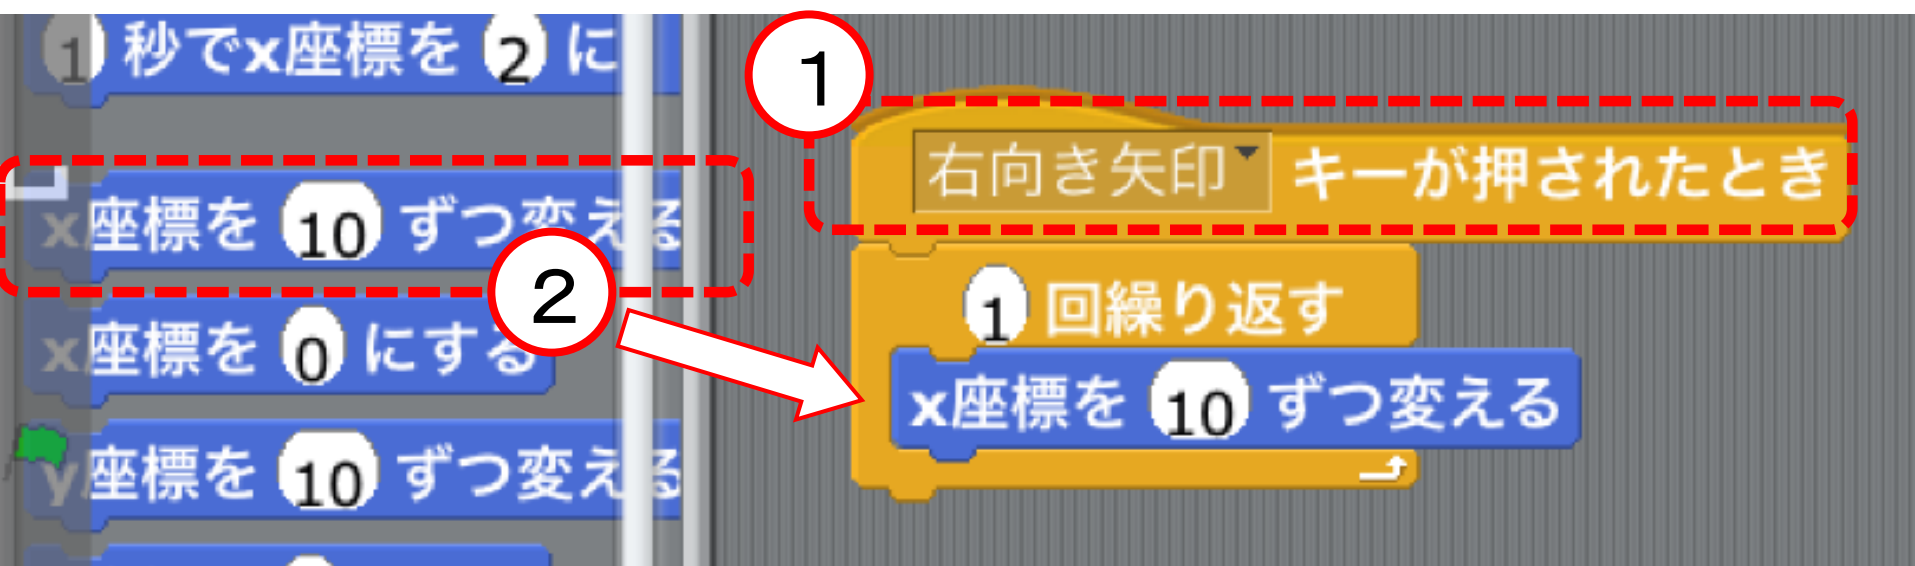 1 秒でx座標を 2 に
x座標を 10 ずつ変える
x座標を 0 にする
y座標を 10 ずつ変える
1
2
右向き矢印 キーが押されたとき
1 回繰り返す
x座標を 10 ずつ変える